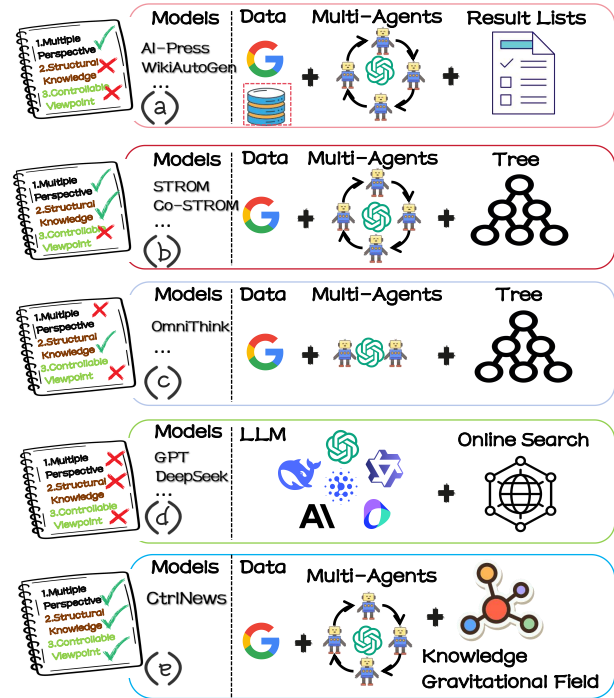 Models
Data
Multi-Agents
Result Lists
1.Multiple
Perspective
2.Structural
Knowledge
3.Controllable
Viewpoint
AI-Press
WikiAutoGen
...
(a)
Models
Data
Multi-Agents
Tree
1.Multiple
Perspective
2.Structural
Knowledge
3.Controllable
Viewpoint
STROM
Co-STROM
...
(b)
Models
Data
Multi-Agents
Tree
1.Multiple
Perspective
2.Structural
Knowledge
3.Controllable
Viewpoint
OmniThink
...
(c)
Models
LLM
Online Search
1.Multiple
Perspective
2.Structural
Knowledge
3.Controllable
Viewpoint
GPT
DeepSeek
...
(d)
AI
Models
Data
Multi-Agents
1.Multiple
Perspective
2.Structural
Knowledge
3.Controllable
Viewpoint
CtrlNews
(e)
Knowledge
Gravitational Field